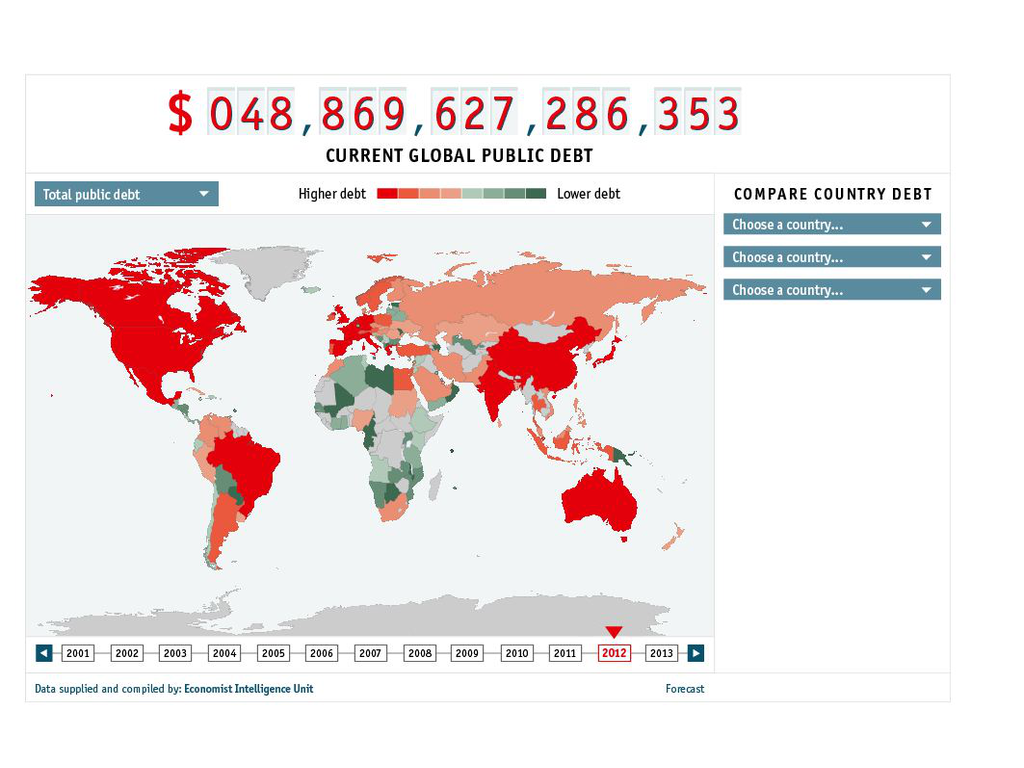 $ 048,869,627,286,353
CURRENT GLOBAL PUBLIC DEBT
Total public debt
Higher debt
Lower debt
COMPARE COUNTRY DEBT
Choose a country...
Choose a country...
Choose a country...
2001 2002 2003 2004 2005 2006 2007 2008 2009 2010 2011 2012 2013
Data supplied and compiled by: Economist Intelligence Unit
Forecast